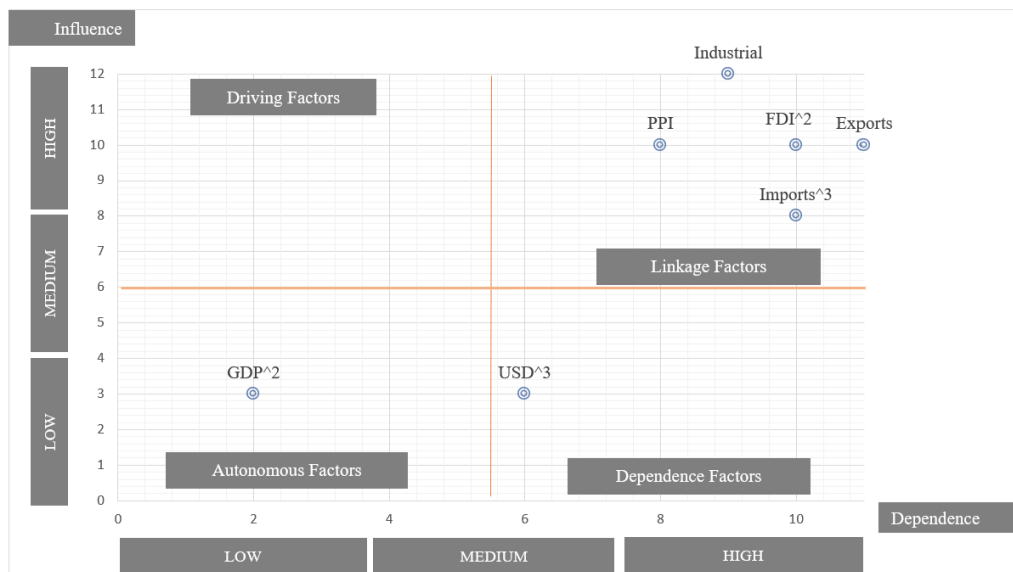 Influence
Industrial
12
Driving Factors
11
PPI
FDI^2
Exports
HIGH
10
9
Imports^3
8
7
Linkage Factors
MEDIUM
6
5
4
GDP^2
USD^3
3
LOW
2
Autonomous Factors
Dependence Factors
1
0
0
2
4
6
8
10
Dependence
LOW
MEDIUM
HIGH